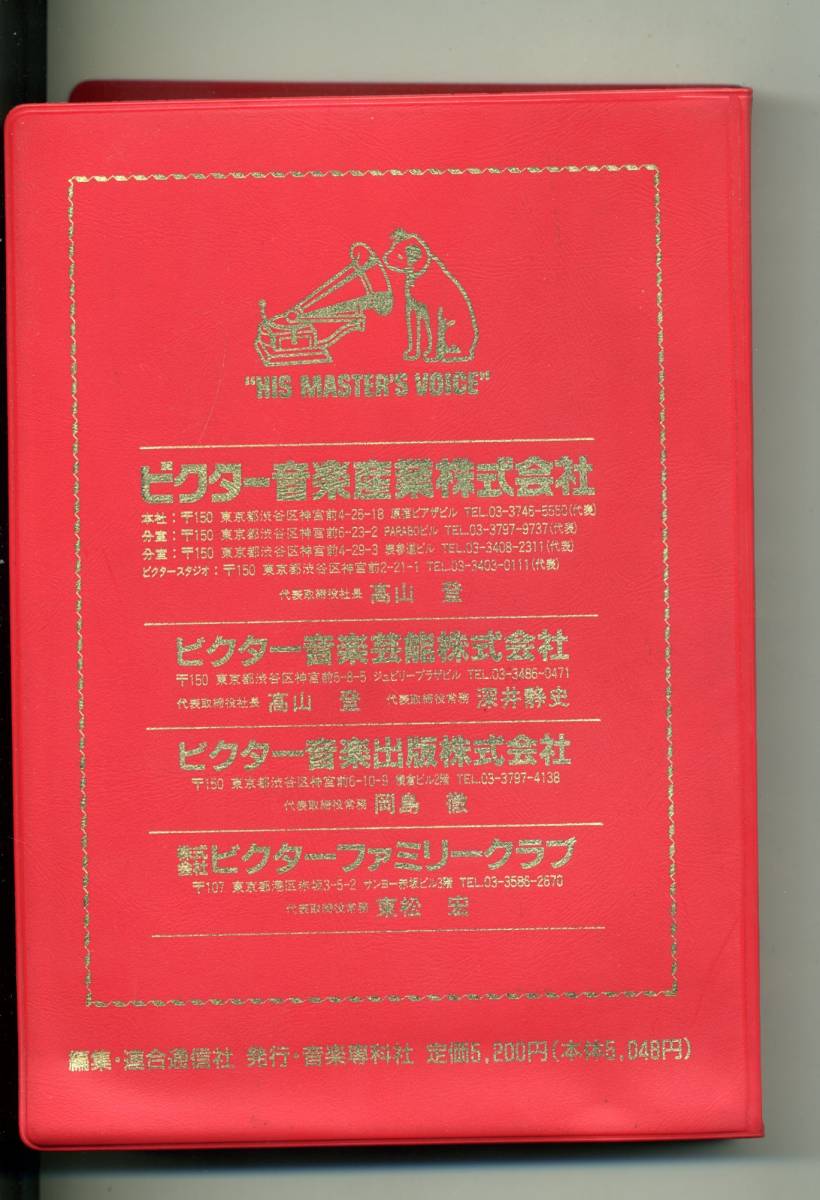 "HIS MASTER'S VOICE"
ビクター音楽産業株式会社
本社：〒150 東京都渋谷区神宮前4-26-18 原宿ピアザビル TEL.03-3746-5550(代表)
分室：〒150 東京都渋谷区神宮前6-23-2 ビル TEL.03-3797-9737(代表)
分室：〒150 東京都渋谷区神宮前4-29-3 表参道ビル TEL.03-3408-2311(代表)
ビクタースタジオ：〒150 東京都渋谷区神宮前2-21-1 TEL.03-3403-0111(代表)
代表取締役社長 高山 登
ビクター音楽芸能株式会社
〒150 東京都渋谷区神宮前5-8-5 ジュビリープラザビル TEL.03-3486-0471
代表取締役社長 高山 登 代表取締役常務 深井静史
ビクター音楽出版株式会社
〒150 東京都渋谷区神宮前6-10-9 ビル2階 TEL.03-3797-4138
代表取締役常務 岡島 徹
株式会社ビクターファミリークラブ
〒107 東京都港区赤坂3-5-2 サンヨー赤坂ビル3階 TEL.03-3586-2670
代表取締役常務 東松 宏
編集・連合通信社 発行・音楽専科社 定価5,200円(本体5,048円)